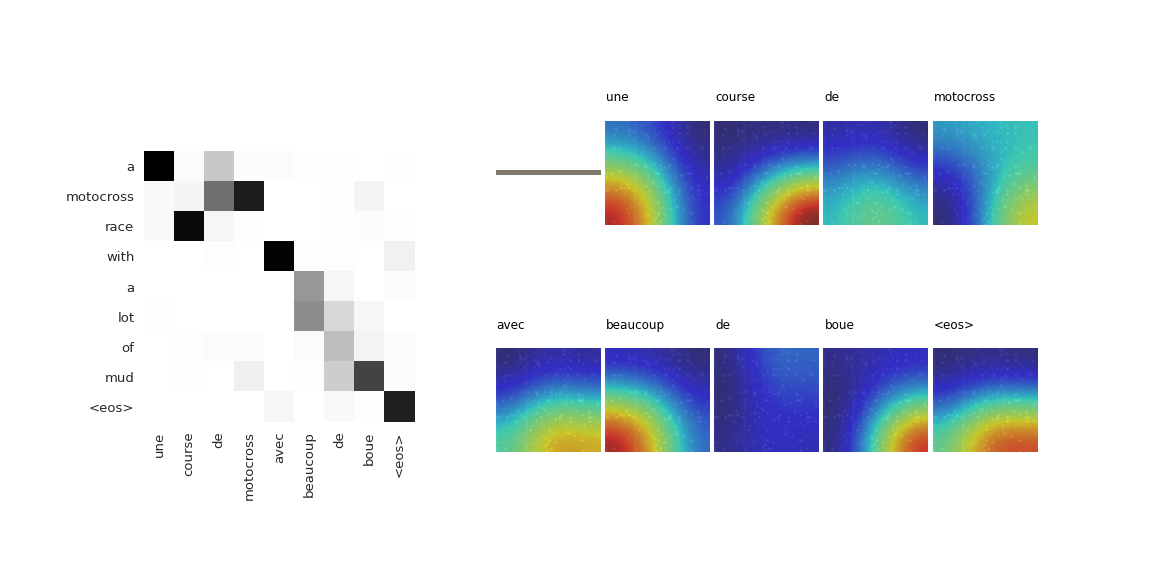 a
motocross
race
with
a
lot
of
mud
<eos>
une
course
de
motocross
avec
beaucoup
de
boue
<eos>
une course de motocross
avec beaucoup de boue <eos>